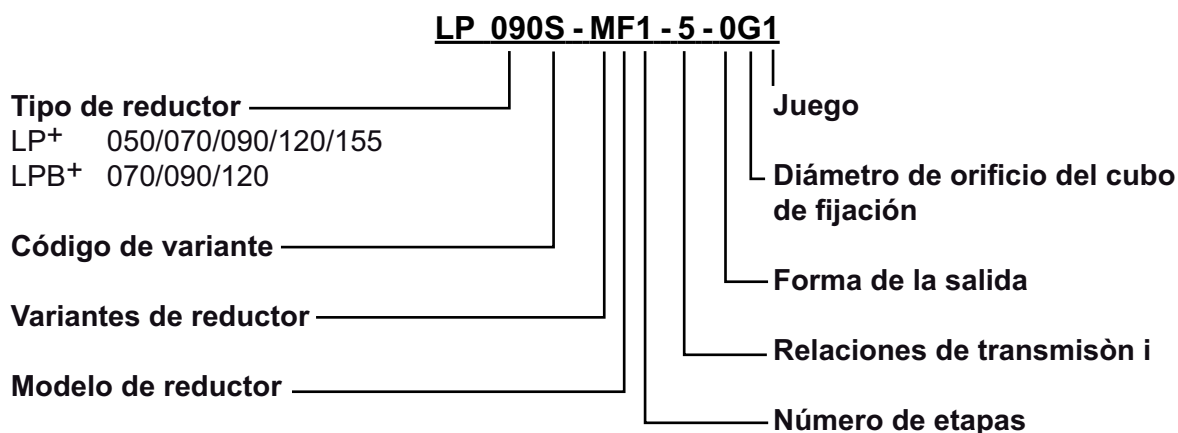 LP 090S - MF1 - 5 - 0G1
Tipo de reductor
LP+ 050/070/090/120/155
LPB+ 070/090/120
Código de variante
Variantes de reductor
Modelo de reductor
Juego
Diámetro de orificio del cubo
de fijación
Forma de la salida
Relaciones de transmisòn i
Número de etapas